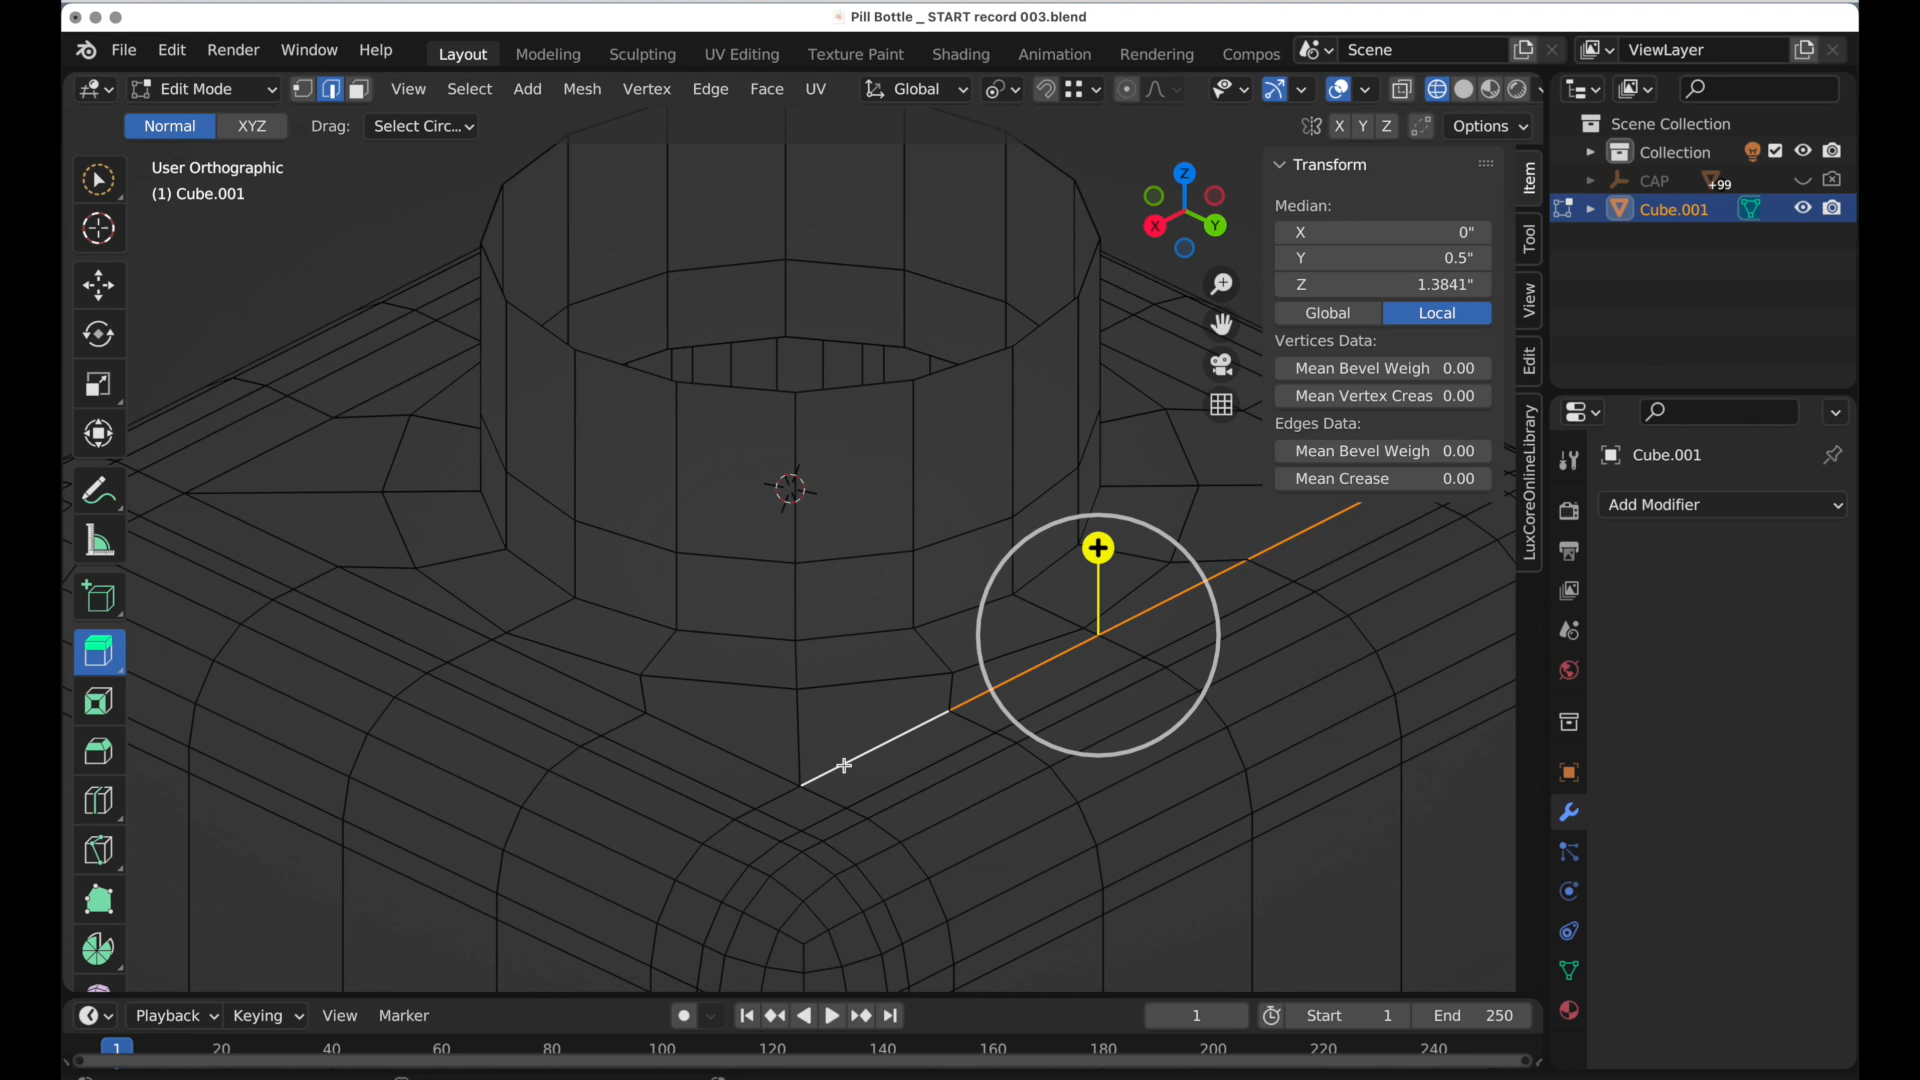 Pill Bottle _ START record 003.blend
File Edit Render Window Help
Layout Modeling Sculpting UV Editing Texture Paint Shading Animation Rendering Compos
Scene
ViewLayer
Edit Mode
View Select Add Mesh Vertex Edge Face UV
Global
Normal XYZ Drag: Select Circ...
X Y Z Options
User Orthographic
(1) Cube.001
Z
X
Y
Transform
Median:
X 0"
Y 0.5"
Z 1.3841"
Global Local
Vertices Data:
Mean Bevel Weigh 0.00
Mean Vertex Creas 0.00
Edges Data:
Mean Bevel Weigh 0.00
Mean Crease 0.00
Item
Tool
View
Edit
LuxCoreOnlineLibrary
Scene Collection
Collection
CAP +99
Cube.001
Cube.001
Add Modifier
Playback Keying View Marker
1
Start 1
End 250
1 20 40 60 80 100 120 140 160 180 200 220 240